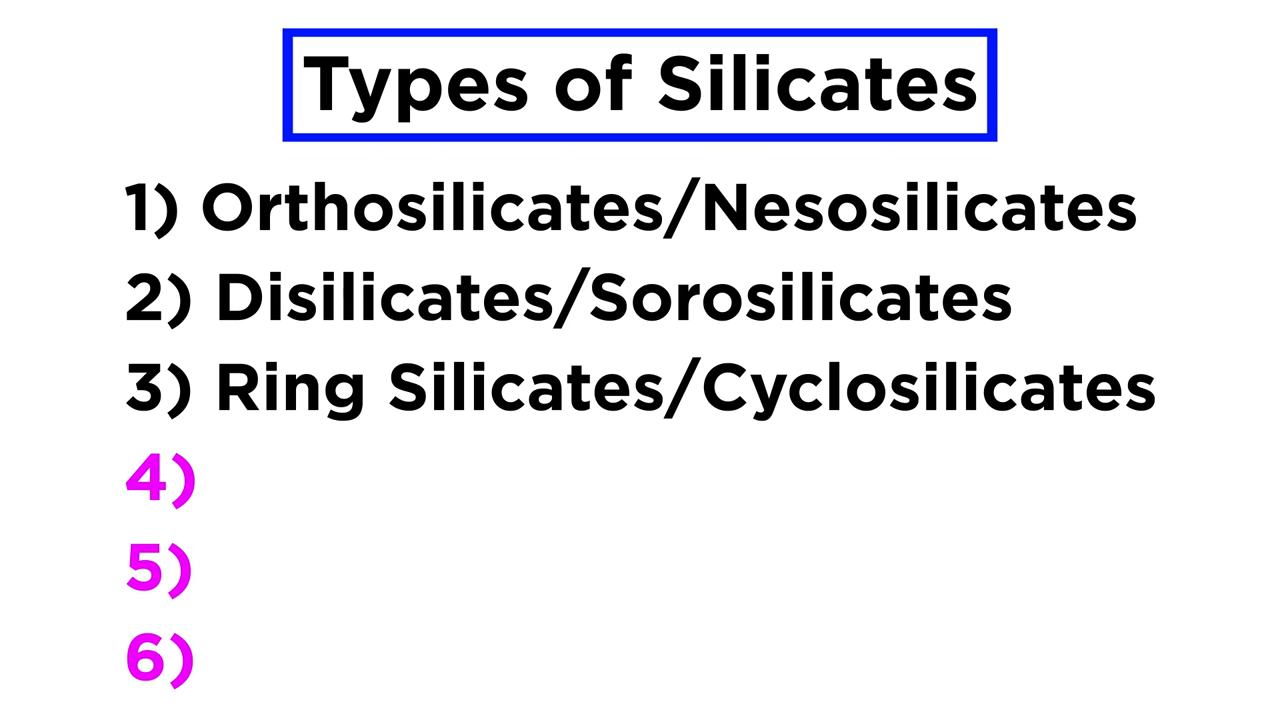 Types of Silicates
1) Orthosilicates/Nesosilicates
2) Disilicates/Sorosilicates
3) Ring Silicates/Cyclosilicates
4)
5)
6)